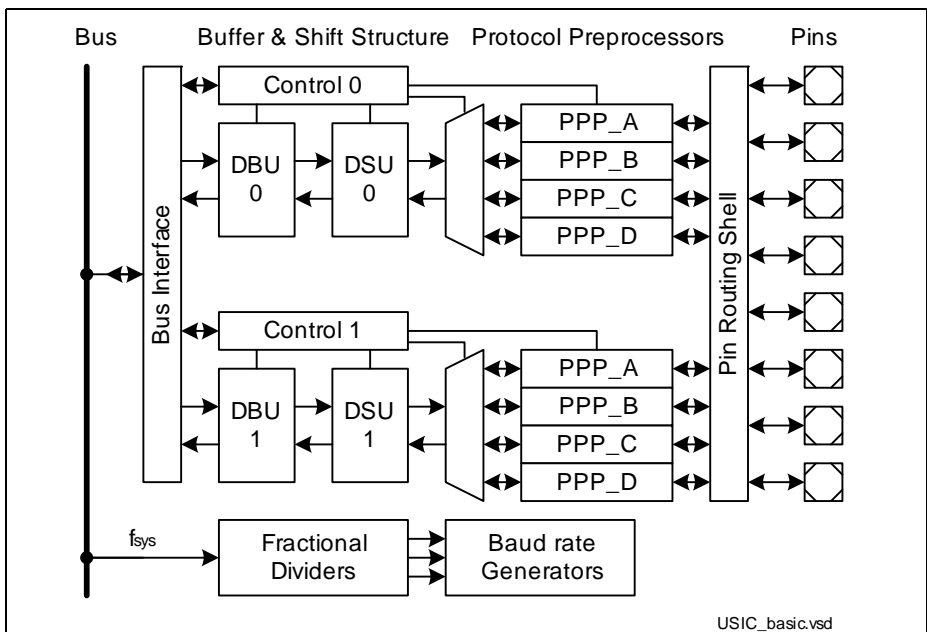 Bus Buffer & Shift Structure Protocol Preprocessors Pins
Control 0
PPP_A
DBU
0
DSU
0
PPP_B
PPP_C
PPP_D
Bus Interface
Pin Routing Shell
Control 1
PPP_A
DBU
1
DSU
1
PPP_B
PPP_C
PPP_D
fsys
Fractional
Dividers
Baud rate
Generators
USIC_basic.vsd